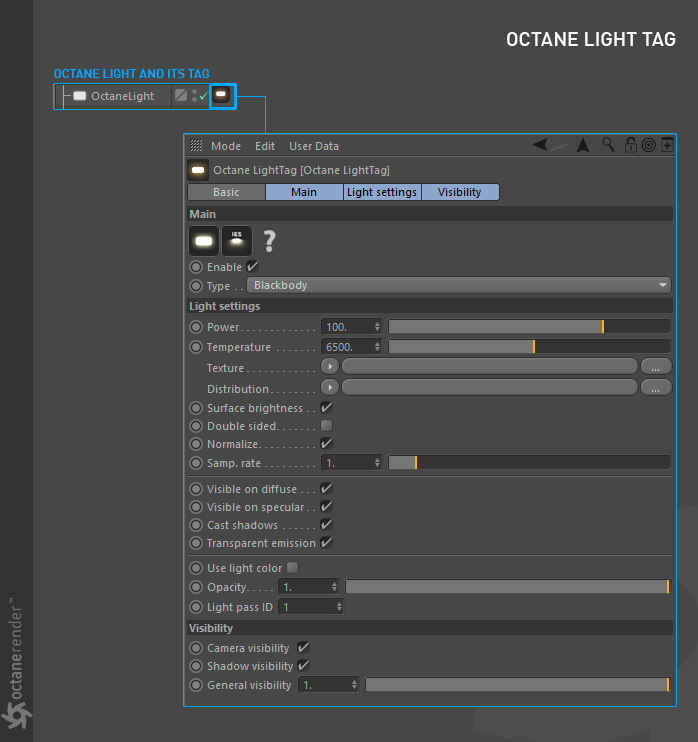 OCTANE LIGHT TAG
OCTANE LIGHT AND ITS TAG
OctaneLight
Mode Edit User Data
Octane LightTag [Octane LightTag]
Basic Main Light settings Visibility
Main
IES ?
Enable
Type . . Blackbody
Light settings
Power . . . . . . . . . . . . 100.
Temperature . . . . . . . 6500.
Texture . . . . . . . . . . . . ...
Distribution . . . . . . . . ...
Surface brightness . .
Double sided. . . . . . .
Normalize. . . . . . . . . .
Samp. rate . . . . . . . . . 1.
Visible on diffuse . . .
Visible on specular . .
Cast shadows . . . . . .
Transparent emission
Use light color
Opacity. . . . . 1.
Light pass ID 1
Visibility
Camera visibility
Shadow visibility
General visibility 1.
octanerender™